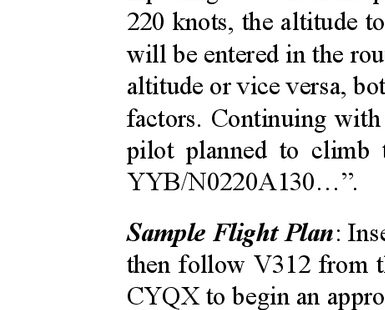 220 knots, the altitude to
will be entered in the rou
altitude or vice versa, bot
factors. Continuing with
pilot planned to climb t
YYB/N0220A130…”.
Sample Flight Plan: Inse
then follow V312 from th
CYQX to begin an appro